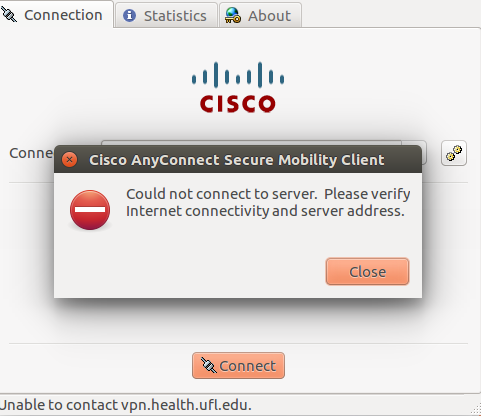 Connection
Statistics
About
CISCO
Conne
Cisco AnyConnect Secure Mobility Client
Could not connect to server. Please verify
Internet connectivity and server address.
Close
Connect
Unable to contact vpn.health.ufl.edu.